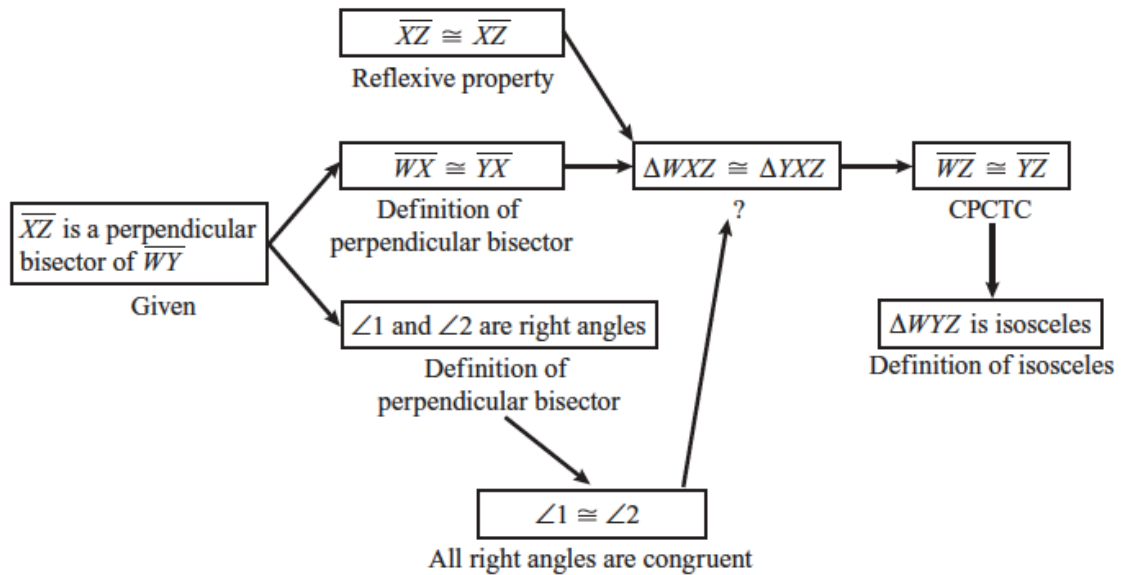 XZ ≅ XZ
Reflexive property
WX ≅ YX
Definition of
perpendicular bisector
ΔWXZ ≅ ΔYXZ
?
WZ ≅ YZ
CPCTC
XZ is a perpendicular
bisector of WY
Given
∠1 and ∠2 are right angles
Definition of
perpendicular bisector
ΔWYZ is isosceles
Definition of isosceles
∠1 ≅ ∠2
All right angles are congruent